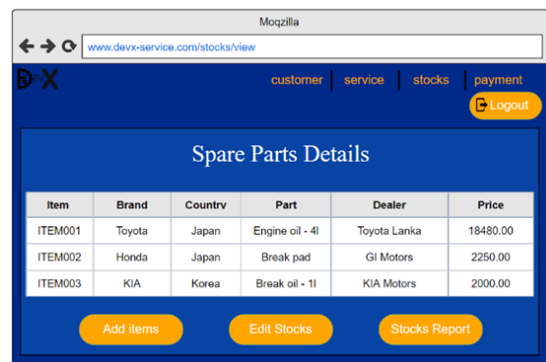 Moqzilla
www.devx-service.com/stocks/view
DevX
customer service stocks payment
Logout
Spare Parts Details
Item Brand Country Part Dealer Price
ITEM001 Toyota Japan Engine oil - 4l Toyota Lanka 18480.00
ITEM002 Honda Japan Break pad GI Motors 2250.00
ITEM003 KIA Korea Break oil - 1l KIA Motors 2000.00
Add items Edit Stocks Stocks Report